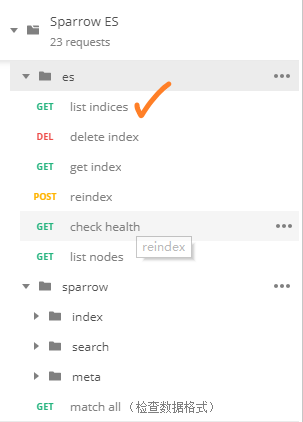 Sparrow ES
23 requests
es
GET list indices
DEL delete index
GET get index
POST reindex
GET check health
reindex
GET list nodes
sparrow
index
search
meta
GET match all（检查数据格式）